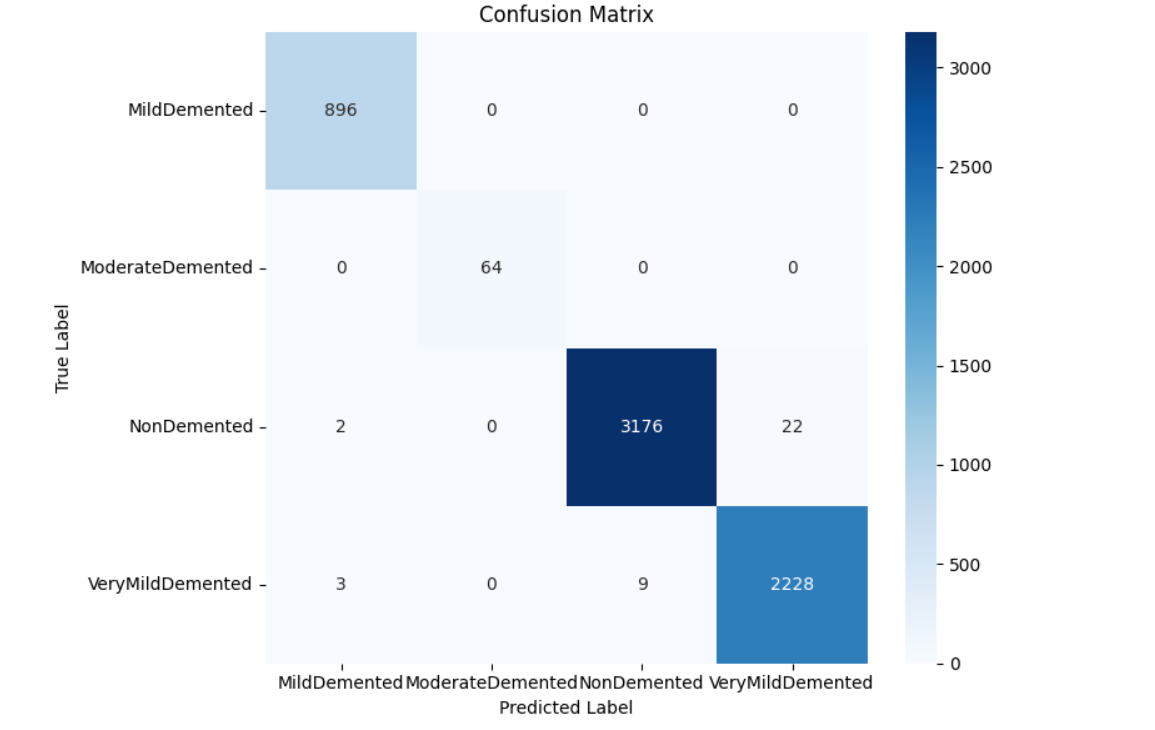 Confusion Matrix
MildDemented 896 0 0 0
ModerateDemented 0 64 0 0
NonDemented 2 0 3176 22
VeryMildDemented 3 0 9 2228
MildDemented ModerateDemented NonDemented VeryMildDemented
Predicted Label
True Label
3000
2500
2000
1500
1000
500
0